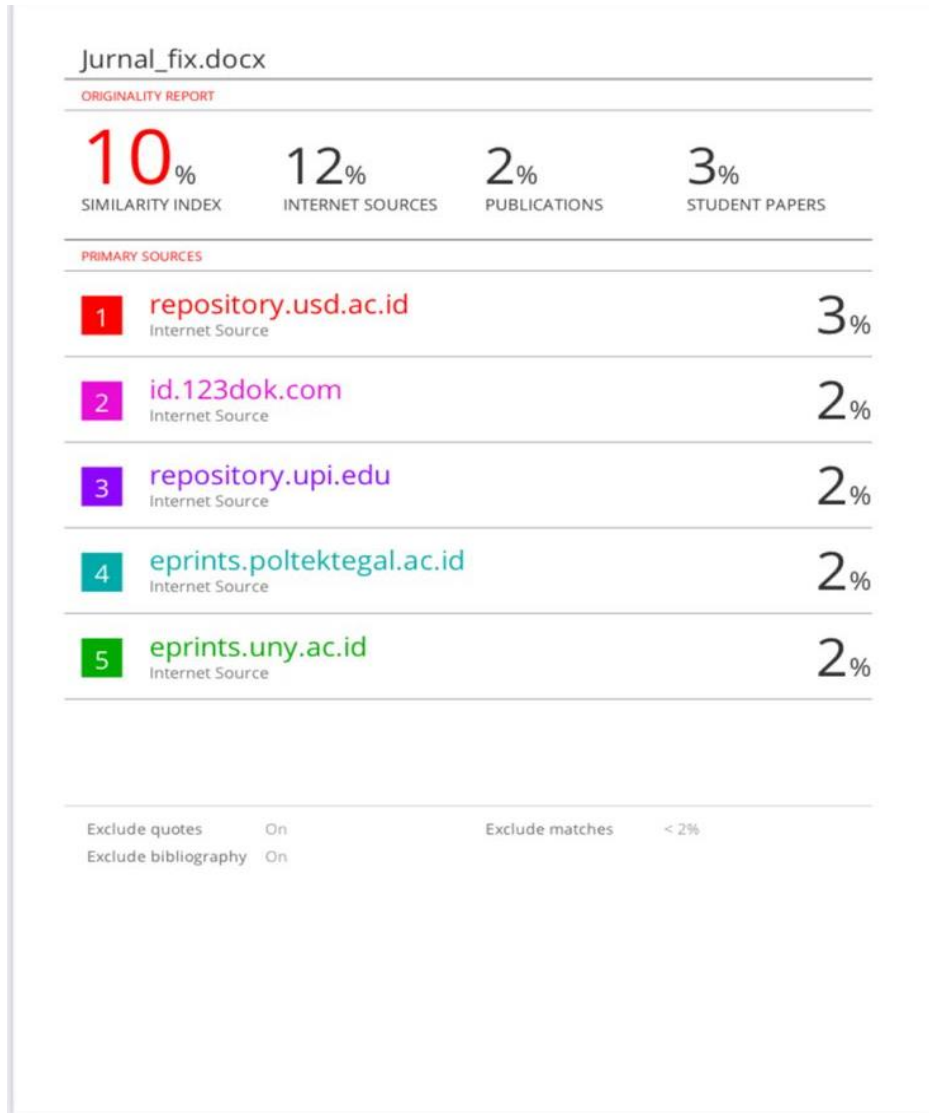 Jurnal_fix.docx
ORIGINALITY REPORT
10% 12% 2% 3%
SIMILARITY INDEX INTERNET SOURCES PUBLICATIONS STUDENT PAPERS
PRIMARY SOURCES
1 repository.usd.ac.id 3%
Internet Source
2 id.123dok.com 2%
Internet Source
3 repository.upi.edu 2%
Internet Source
4 eprints.poltektegal.ac.id 2%
Internet Source
5 eprints.uny.ac.id 2%
Internet Source
Exclude quotes On Exclude matches < 2%
Exclude bibliography On